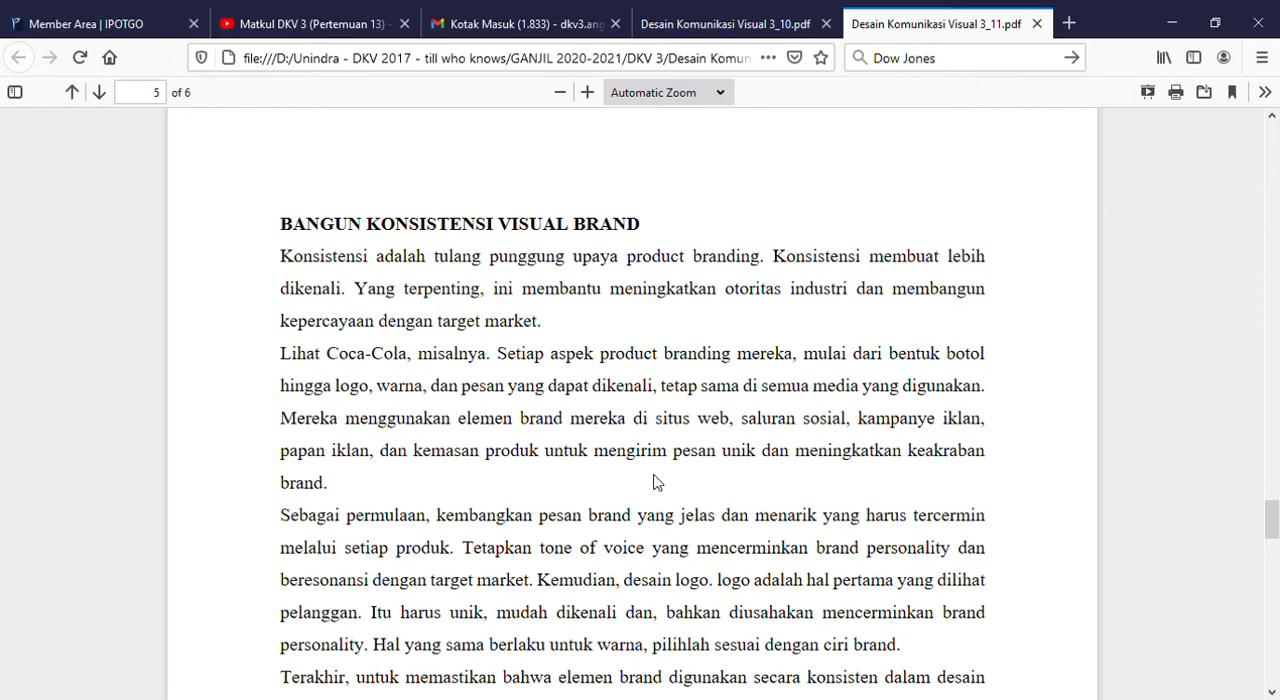 Member Area | IPOTGO
Matkul DKV 3 (Pertemuan 13)
Kotak Masuk (1.833) - dkv3.ang
Desain Komunikasi Visual 3_10.pdf
Desain Komunikasi Visual 3_11.pdf
file:///D:/Unindra - DKV 2017 - till who knows/GANJIL 2020-2021/DKV 3/Desain Komun
Dow Jones
5 of 6
Automatic Zoom
BANGUN KONSISTENSI VISUAL BRAND
Konsistensi adalah tulang punggung upaya product branding. Konsistensi membuat lebih
dikenali. Yang terpenting, ini membantu meningkatkan otoritas industri dan membangun
kepercayaan dengan target market.
Lihat Coca-Cola, misalnya. Setiap aspek product branding mereka, mulai dari bentuk botol
hingga logo, warna, dan pesan yang dapat dikenali, tetap sama di semua media yang digunakan.
Mereka menggunakan elemen brand mereka di situs web, saluran sosial, kampanye iklan,
papan iklan, dan kemasan produk untuk mengirim pesan unik dan meningkatkan keakraban
brand.
Sebagai permulaan, kembangkan pesan brand yang jelas dan menarik yang harus tercermin
melalui setiap produk. Tetapkan tone of voice yang mencerminkan brand personality dan
beresonansi dengan target market. Kemudian, desain logo. logo adalah hal pertama yang dilihat
pelanggan. Itu harus unik, mudah dikenali dan, bahkan diusahakan mencerminkan brand
personality. Hal yang sama berlaku untuk warna, pilihlah sesuai dengan ciri brand.
Terakhir, untuk memastikan bahwa elemen brand digunakan secara konsisten dalam desain